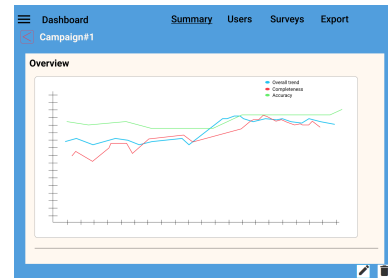 Dashboard
Summary
Users
Surveys
Export
Campaign#1
Overview
Overall trend
Completeness
Accuracy